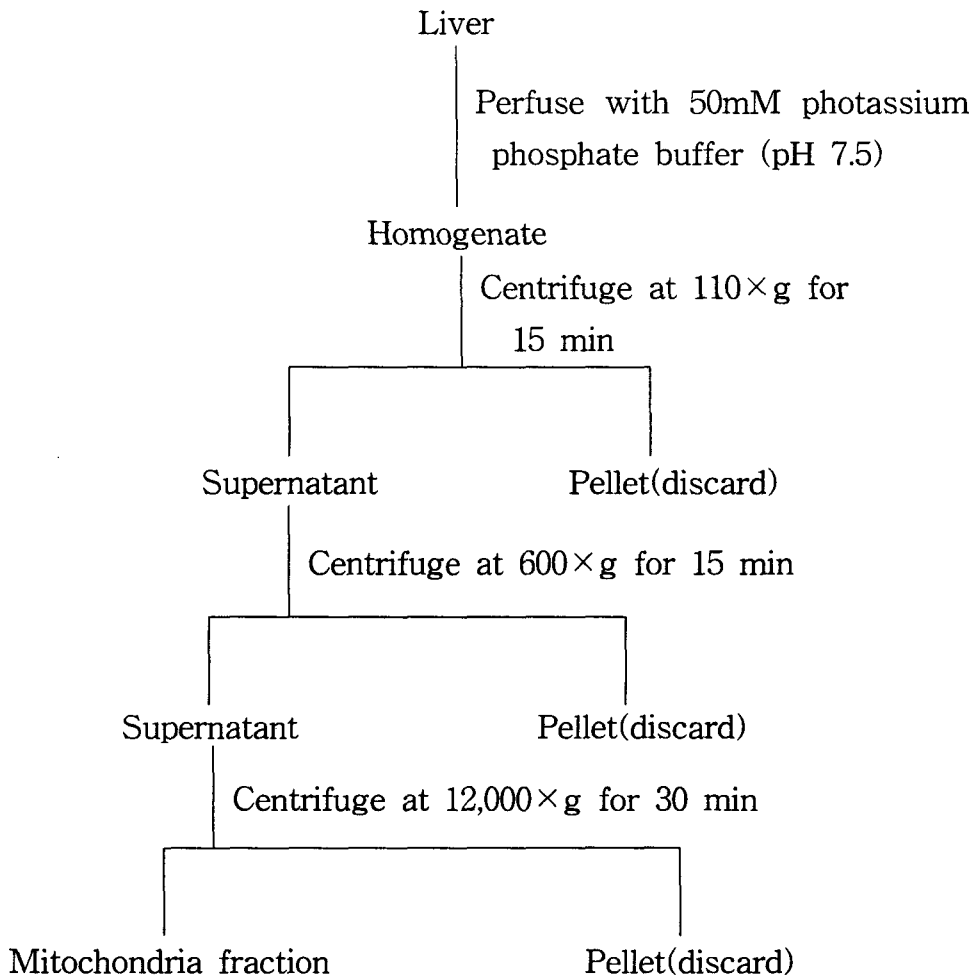 Liver
Perfuse with 50mM photassium
phosphate buffer (pH 7.5)
Homogenate
Centrifuge at 110×g for
15 min
Supernatant
Pellet(discard)
Centrifuge at 600×g for 15 min
Supernatant
Pellet(discard)
Centrifuge at 12,000×g for 30 min
Mitochondria fraction
Pellet(discard)